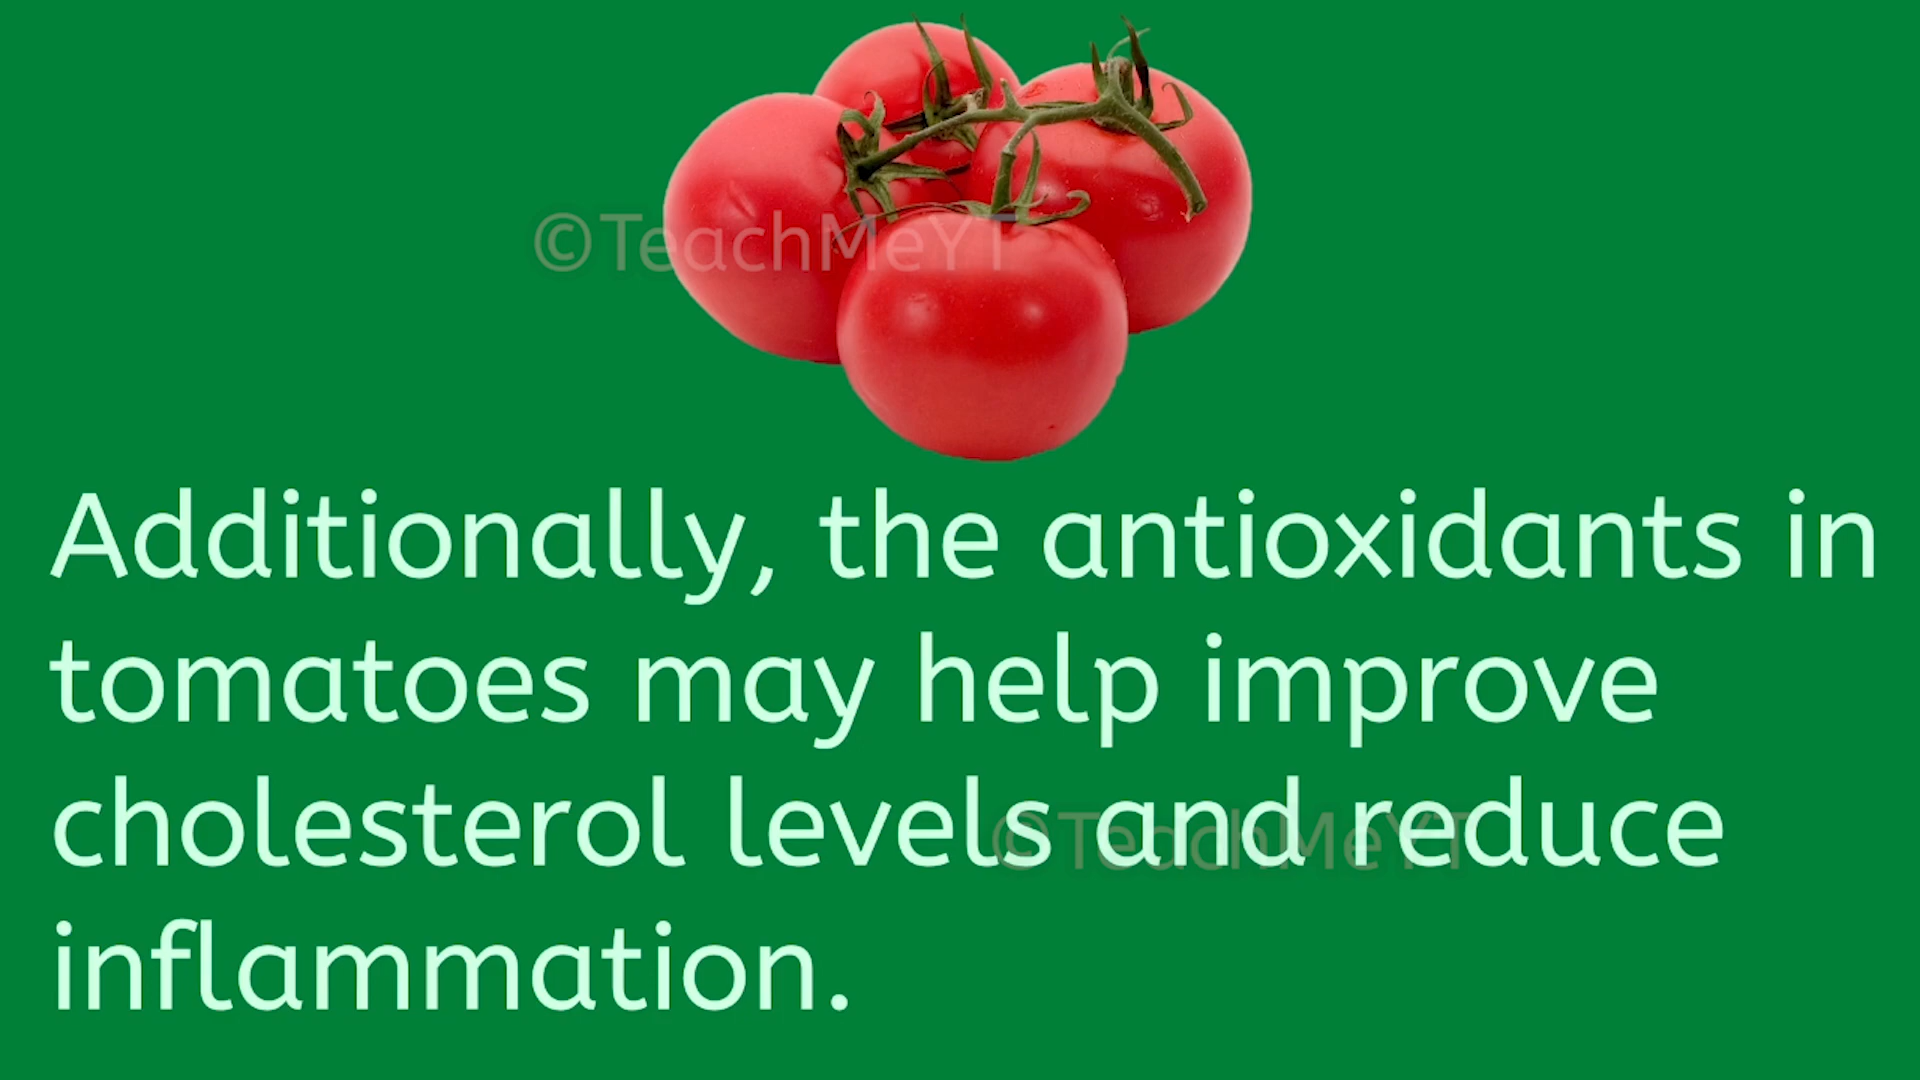 ©TeachMeYT
Additionally, the antioxidants in
tomatoes may help improve
cholesterol levels and reduce
©TeachMeYT
inflammation.